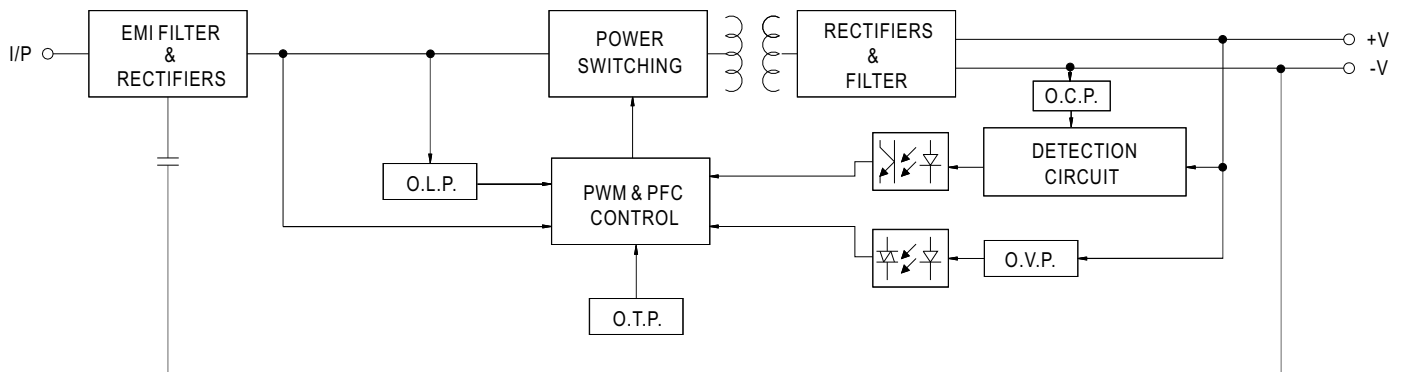 I/P
EMI FILTER
&
RECTIFIERS
POWER
SWITCHING
RECTIFIERS
&
FILTER
+V
-V
O.C.P.
DETECTION
CIRCUIT
O.L.P.
PWM & PFC
CONTROL
O.V.P.
O.T.P.